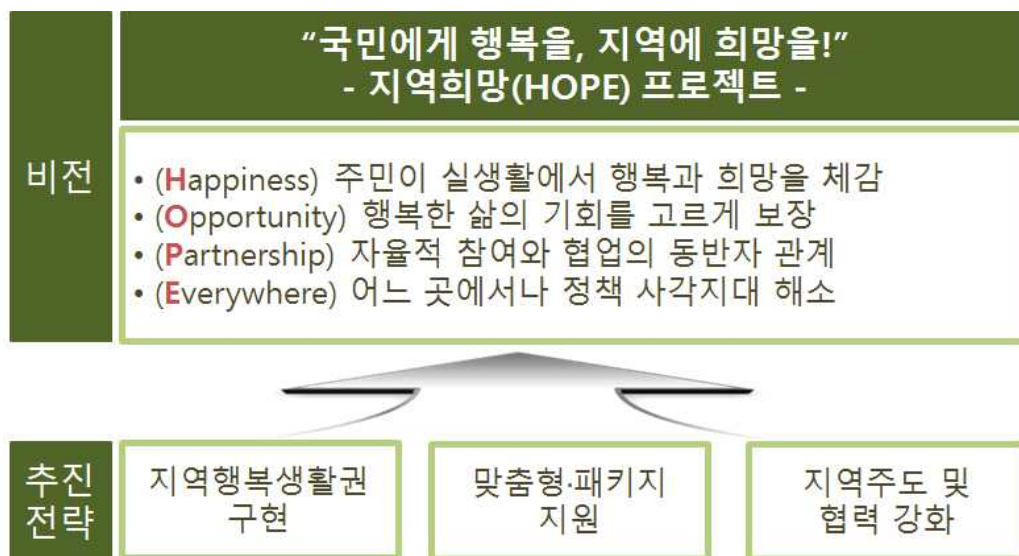 “국민에게 행복을, 지역에 희망을!”
- 지역희망(HOPE) 프로젝트 -
비전
• (Happiness) 주민이 실생활에서 행복과 희망을 체감
• (Opportunity) 행복한 삶의 기회를 고르게 보장
• (Partnership) 자율적 참여와 협업의 동반자 관계
• (Everywhere) 어느 곳에서나 정책 사각지대 해소
추진
전략
지역행복생활권
구현
맞춤형·패키지
지원
지역주도 및
협력 강화